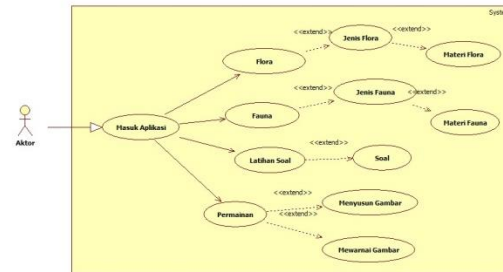 Syste
<<extend>>
Jenis Flora
<<extend>>
Flora
Materi Flora
<<extend>>
Jenis Fauna
<<extend>>
Fauna
Materi Fauna
Masuk Aplikasi
Aktor
<<extend>>
Latihan Soal
Soal
<<extend>>
Menyusun Gambar
Permainan
<<extend>>
Mewarnai Gambar